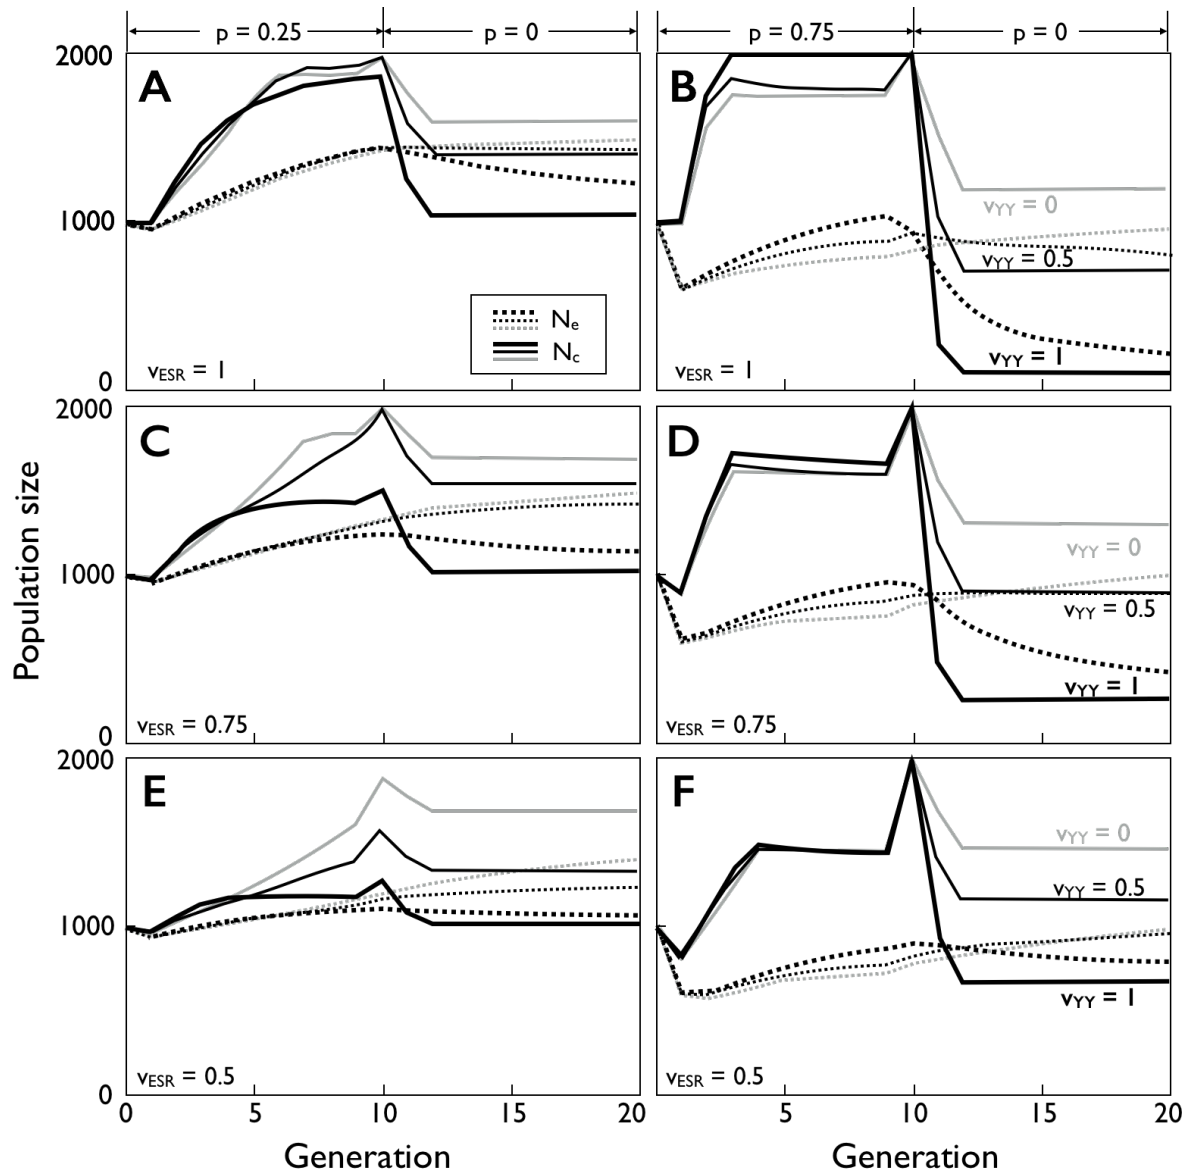 p = 0.25 p = 0 p = 0.75 p = 0
2000
A
B
1000
vYY = 0
vYY = 0.5
Ne
Nc
vYY = 1
0
vESR = 1
vESR = 1
2000
C
D
1000
vYY = 0
vYY = 0.5
vYY = 1
0
vESR = 0.75
vESR = 0.75
Population size
2000
E
F
vYY = 0
vYY = 0.5
1000
vYY = 1
vESR = 0.5
vESR = 0.5
0
0 5 10 15 20 5 10 15 20
Generation Generation